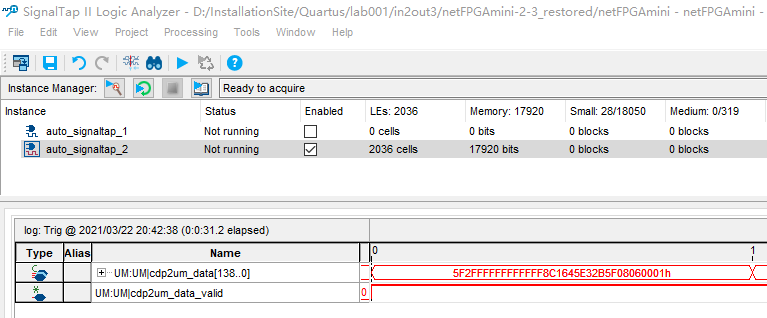 SignalTap II Logic Analyzer - D:/InstallationSite/Quartus/lab001/in2out3/netFPGAmini-2-3_restored/netFPGAmini - netFPGAmini -
File Edit View Project Processing Tools Window Help
Instance Manager: Ready to acquire
Instance Status Enabled LEs: 2036 Memory: 17920 Small: 28/18050 Medium: 0/319
auto_signaltap_1 Not running 0 cells 0 bits 0 blocks 0 blocks
auto_signaltap_2 Not running 2036 cells 17920 bits 0 blocks 0 blocks
log: Trig @ 2021/03/22 20:42:38 (0:0:31.2 elapsed)
Type Alias Name 0 1
UM:UM|cdp2um_data[138..0] 5F2FFFFFFFFFFFF8C1645E32B5F08060001h
UM:UM|cdp2um_data_valid 0